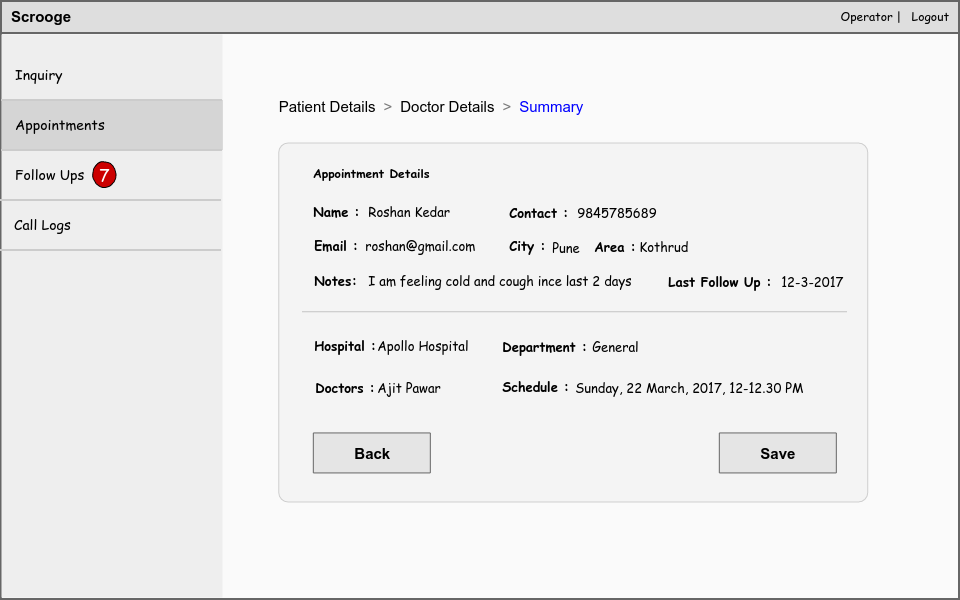 Scrooge
Operator | Logout
Inquiry
Appointments
Follow Ups 7
Call Logs
Patient Details > Doctor Details > Summary
Appointment Details
Name : Roshan Kedar Contact : 9845785689
Email : roshan@gmail.com City : Pune Area : Kothrud
Notes: I am feeling cold and cough ince last 2 days Last Follow Up : 12-3-2017
Hospital : Apollo Hospital Department : General
Doctors : Ajit Pawar Schedule : Sunday, 22 March, 2017, 12-12.30 PM
Back Save